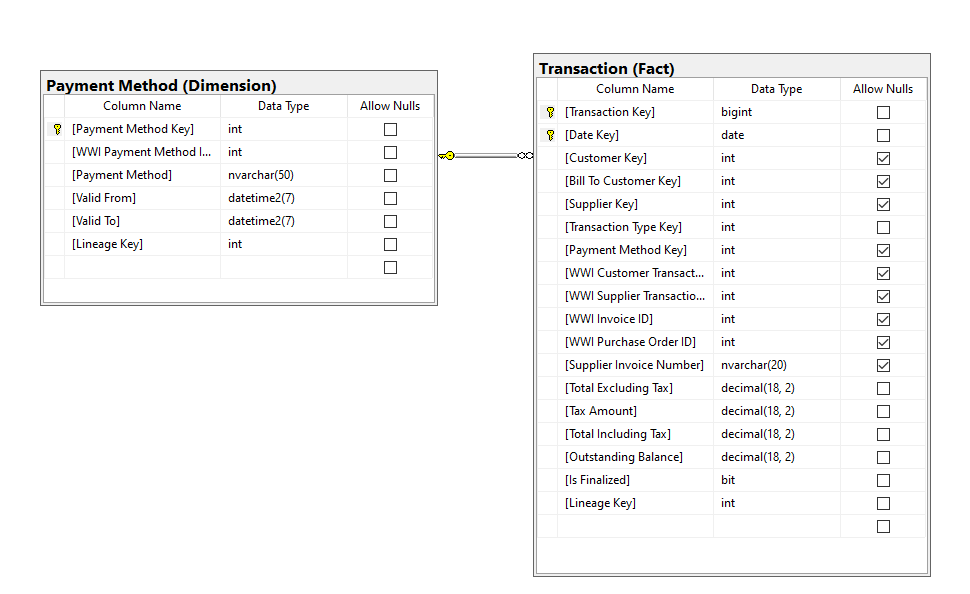 Payment Method (Dimension)
Column Name Data Type Allow Nulls
[Payment Method Key] int
[WWI Payment Method I... int
[Payment Method] nvarchar(50)
[Valid From] datetime2(7)
[Valid To] datetime2(7)
[Lineage Key] int
Transaction (Fact)
Column Name Data Type Allow Nulls
[Transaction Key] bigint
[Date Key] date
[Customer Key] int
[Bill To Customer Key] int
[Supplier Key] int
[Transaction Type Key] int
[Payment Method Key] int
[WWI Customer Transact... int
[WWI Supplier Transactio... int
[WWI Invoice ID] int
[WWI Purchase Order ID] int
[Supplier Invoice Number] nvarchar(20)
[Total Excluding Tax] decimal(18, 2)
[Tax Amount] decimal(18, 2)
[Total Including Tax] decimal(18, 2)
[Outstanding Balance] decimal(18, 2)
[Is Finalized] bit
[Lineage Key] int